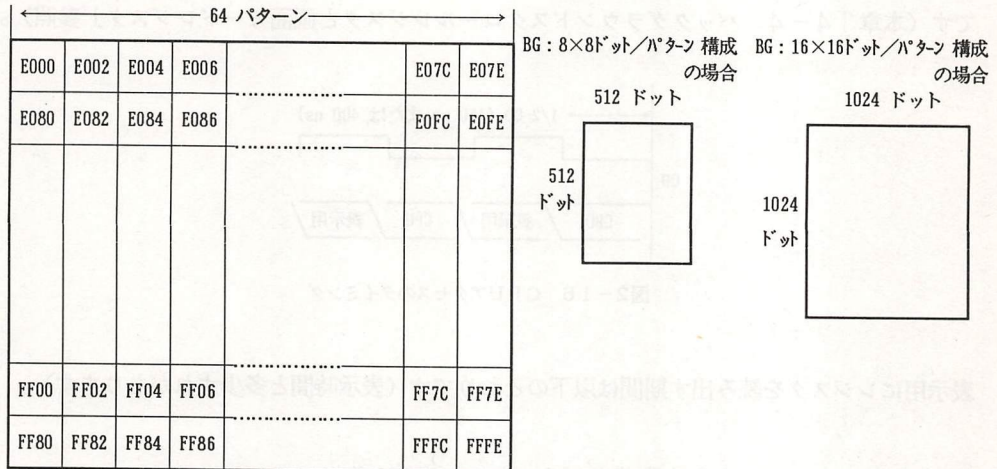 64 パターン
E000 E002 E004 E006 ‥‥‥‥‥ E07C E07E
E080 E082 E084 E086 ‥‥‥‥‥ E0FC E0FE
FF00 FF02 FF04 FF06 ‥‥‥‥‥ FF7C FF7E
FF80 FF82 FF84 FF86 FFFC FFFE
BG：8×8ドット／パターン 構成
の場合
512 ドット
512
ドット
BG：16×16ドット／パターン 構成
の場合
1024 ドット
1024
ドット